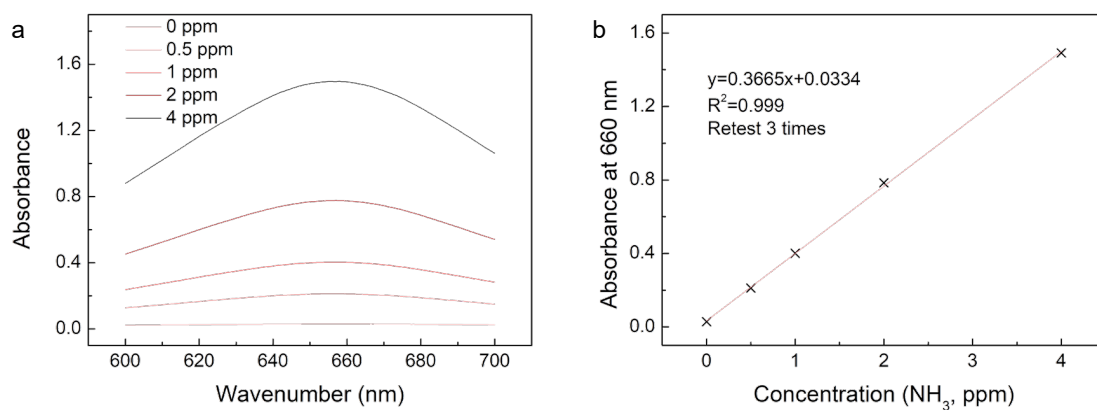 a
0 ppm
0.5 ppm
1 ppm
2 ppm
4 ppm
1.6
1.2
0.8
0.4
0.0
Absorbance
600 620 640 660 680 700
Wavenumber (nm)
b
y=0.3665x+0.0334
R²=0.999
Retest 3 times
1.6
1.2
0.8
0.4
0.0
Absorbance at 660 nm
0 1 2 3 4
Concentration (NH₃, ppm)